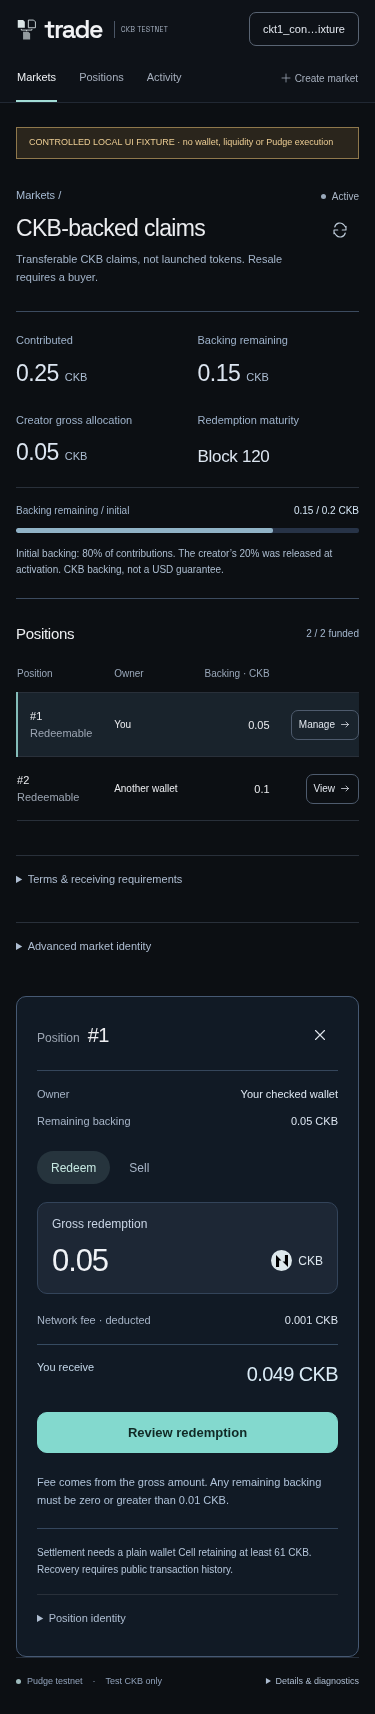 trade CKB TESTNET ckt1_con…ixture
Markets Positions Activity + Create market
CONTROLLED LOCAL UI FIXTURE · no wallet, liquidity or Pudge execution
Markets / Active
CKB-backed claims
Transferable CKB claims, not launched tokens. Resale
requires a buyer.
Contributed Backing remaining
0.25 CKB 0.15 CKB
Creator gross allocation Redemption maturity
0.05 CKB Block 120
Backing remaining / initial 0.15 / 0.2 CKB
Initial backing: 80% of contributions. The creator's 20% was released at
activation. CKB backing, not a USD guarantee.
Positions 2 / 2 funded
Position Owner Backing · CKB
#1
Redeemable You 0.05 Manage →
#2
Redeemable Another wallet 0.1 View →
▶ Terms & receiving requirements
▶ Advanced market identity
Position #1
Owner Your checked wallet
Remaining backing 0.05 CKB
Redeem Sell
Gross redemption
0.05 CKB
Network fee · deducted 0.001 CKB
You receive 0.049 CKB
Review redemption
Fee comes from the gross amount. Any remaining backing
must be zero or greater than 0.01 CKB.
Settlement needs a plain wallet Cell retaining at least 61 CKB.
Recovery requires public transaction history.
▶ Position identity
Pudge testnet · Test CKB only ▶ Details & diagnostics